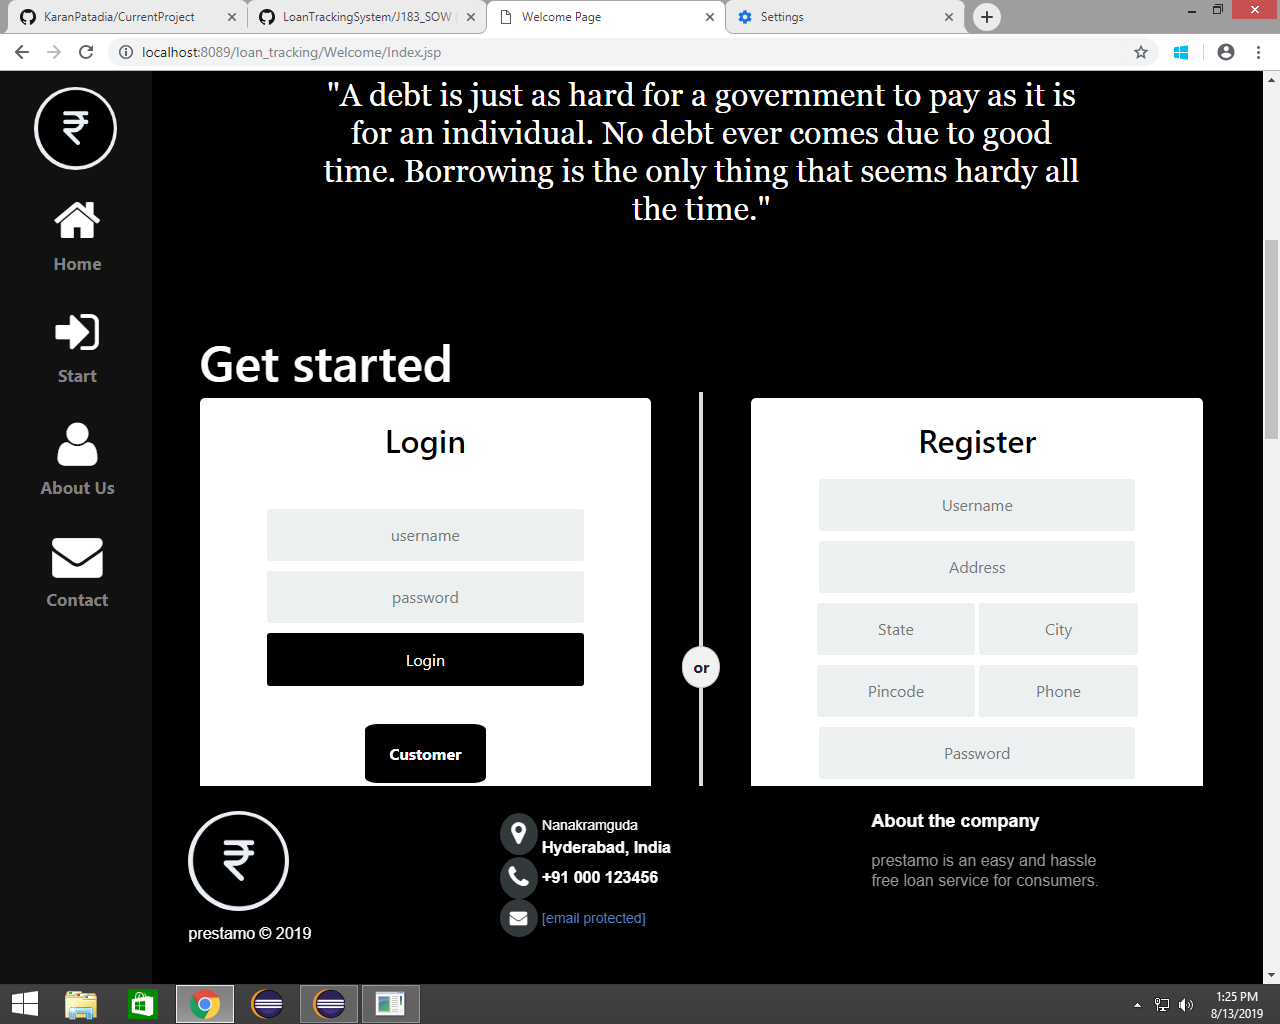 KaranPatadia/CurrentProject
LoanTrackingSystem/J183_SOW
Welcome Page
Settings
localhost:8089/loan_tracking/Welcome/Index.jsp
"A debt is just as hard for a government to pay as it is
for an individual. No debt ever comes due to good
time. Borrowing is the only thing that seems hardy all
the time."
Home
Start
About Us
Contact
Get started
Login
username
password
Login
Customer
or
Register
Username
Address
State City
Pincode Phone
Password
prestamo © 2019
Nanakramguda
Hyderabad, India
+91 000 123456
[email protected]
About the company
prestamo is an easy and hassle
free loan service for consumers.
1:25 PM
8/13/2019